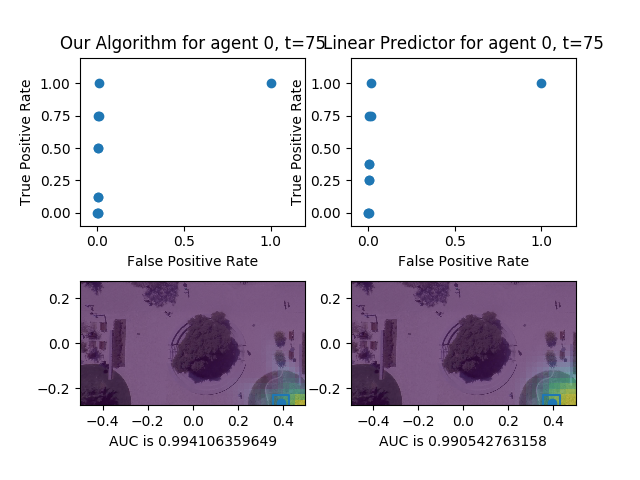 Our Algorithm for agent 0, t=75
Linear Predictor for agent 0, t=75
True Positive Rate
1.00
0.75
0.50
0.25
0.00
0.0 0.5 1.0
False Positive Rate
True Positive Rate
1.00
0.75
0.50
0.25
0.00
0.0 0.5 1.0
False Positive Rate
0.2
0.0
−0.2
−0.4 −0.2 0.0 0.2 0.4
AUC is 0.994106359649
0.2
0.0
−0.2
−0.4 −0.2 0.0 0.2 0.4
AUC is 0.990542763158